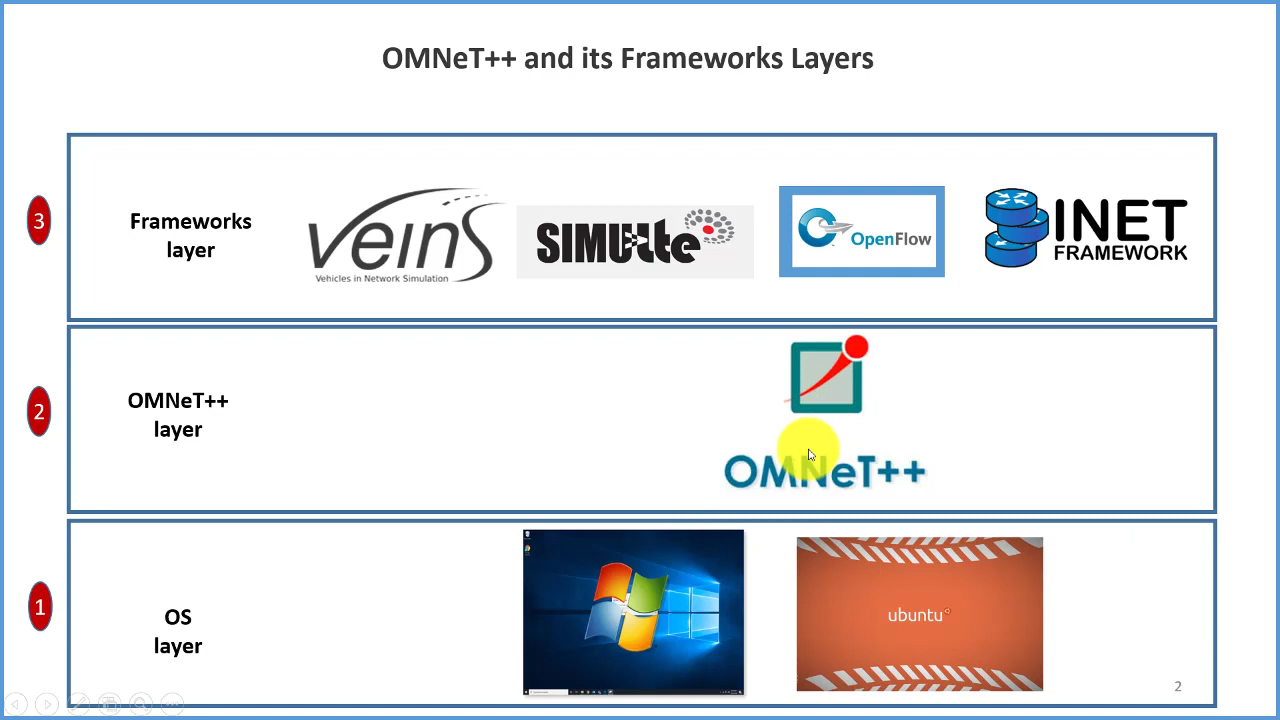 OMNeT++ and its Frameworks Layers
3
Frameworks
layer
veins
Vehicles in Network Simulation
SIMUlte
OpenFlow
INET
FRAMEWORK
2
OMNeT++
layer
OMNeT++
1
OS
layer
ubuntu
2